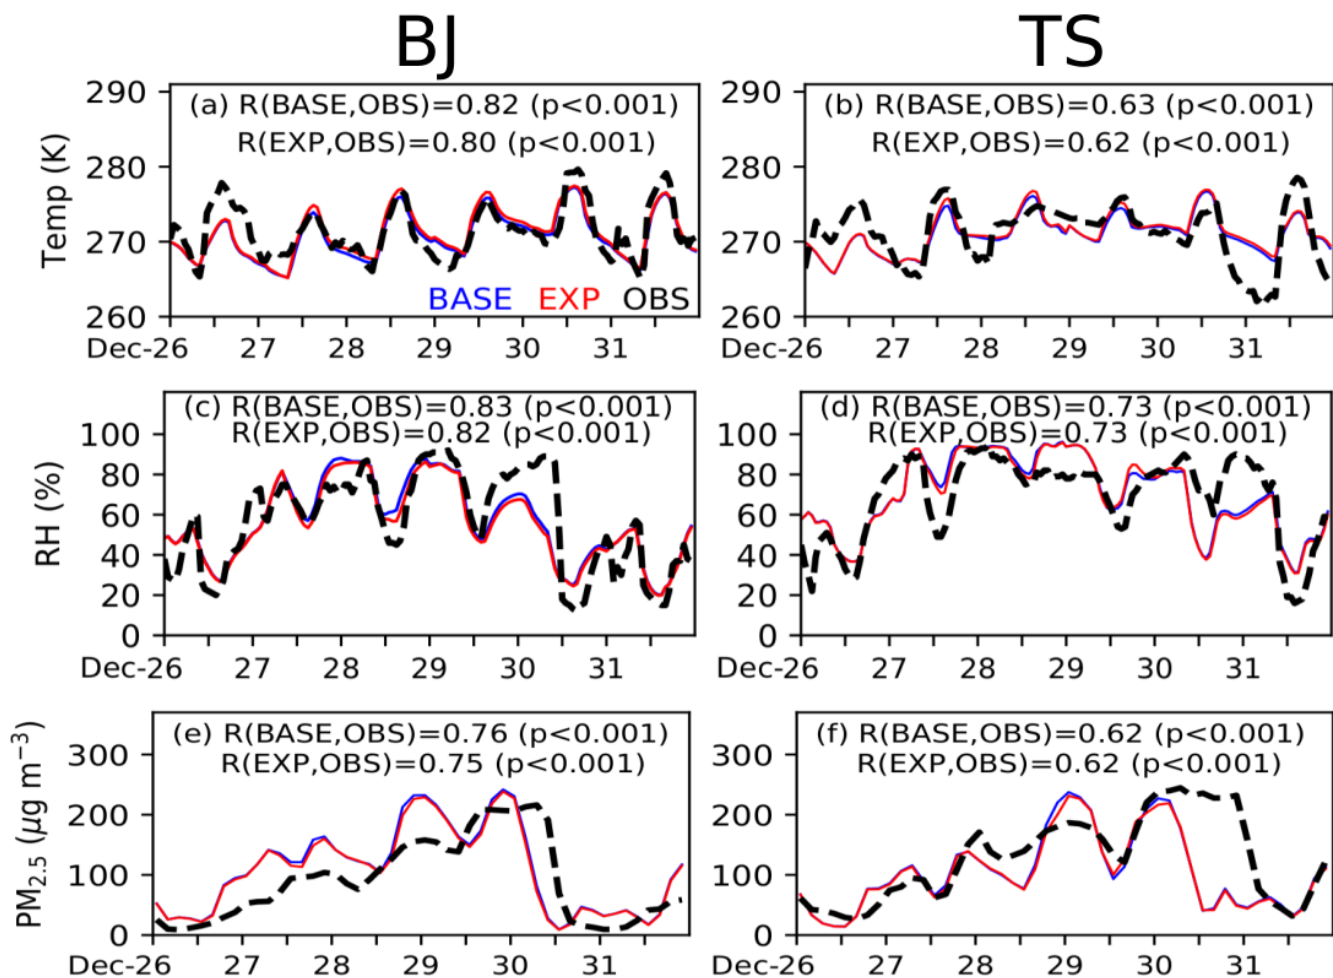 BJ TS
(a) R(BASE,OBS)=0.82 (p<0.001)
R(EXP,OBS)=0.80 (p<0.001)
290
280
270
260
Temp (K)
BASE EXP OBS
Dec-26 27 28 29 30 31
(b) R(BASE,OBS)=0.63 (p<0.001)
R(EXP,OBS)=0.62 (p<0.001)
290
280
270
260
Dec-26 27 28 29 30 31
(c) R(BASE,OBS)=0.83 (p<0.001)
R(EXP,OBS)=0.82 (p<0.001)
100
80
60
40
20
0
RH (%)
Dec-26 27 28 29 30 31
(d) R(BASE,OBS)=0.73 (p<0.001)
R(EXP,OBS)=0.73 (p<0.001)
100
80
60
40
20
0
Dec-26 27 28 29 30 31
(e) R(BASE,OBS)=0.76 (p<0.001)
R(EXP,OBS)=0.75 (p<0.001)
300
200
100
0
PM₂.₅ (μg m⁻³)
Dec-26 27 28 29 30 31
(f) R(BASE,OBS)=0.62 (p<0.001)
R(EXP,OBS)=0.62 (p<0.001)
300
200
100
0
Dec-26 27 28 29 30 31